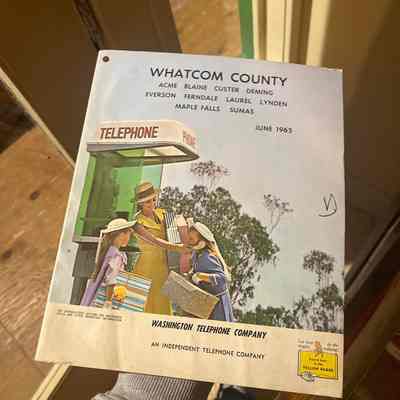 WHATCOM COUNTY
ACME BLAINE CUSTER DEMING
EVERSON FERNDALE LAUREL LYNDEN
MAPLE FALLS SUMAS
JUNE 1965
TELEPHONE
PHONE
WASHINGTON TELEPHONE COMPANY
AN INDEPENDENT TELEPHONE COMPANY
YELLOW PAGES